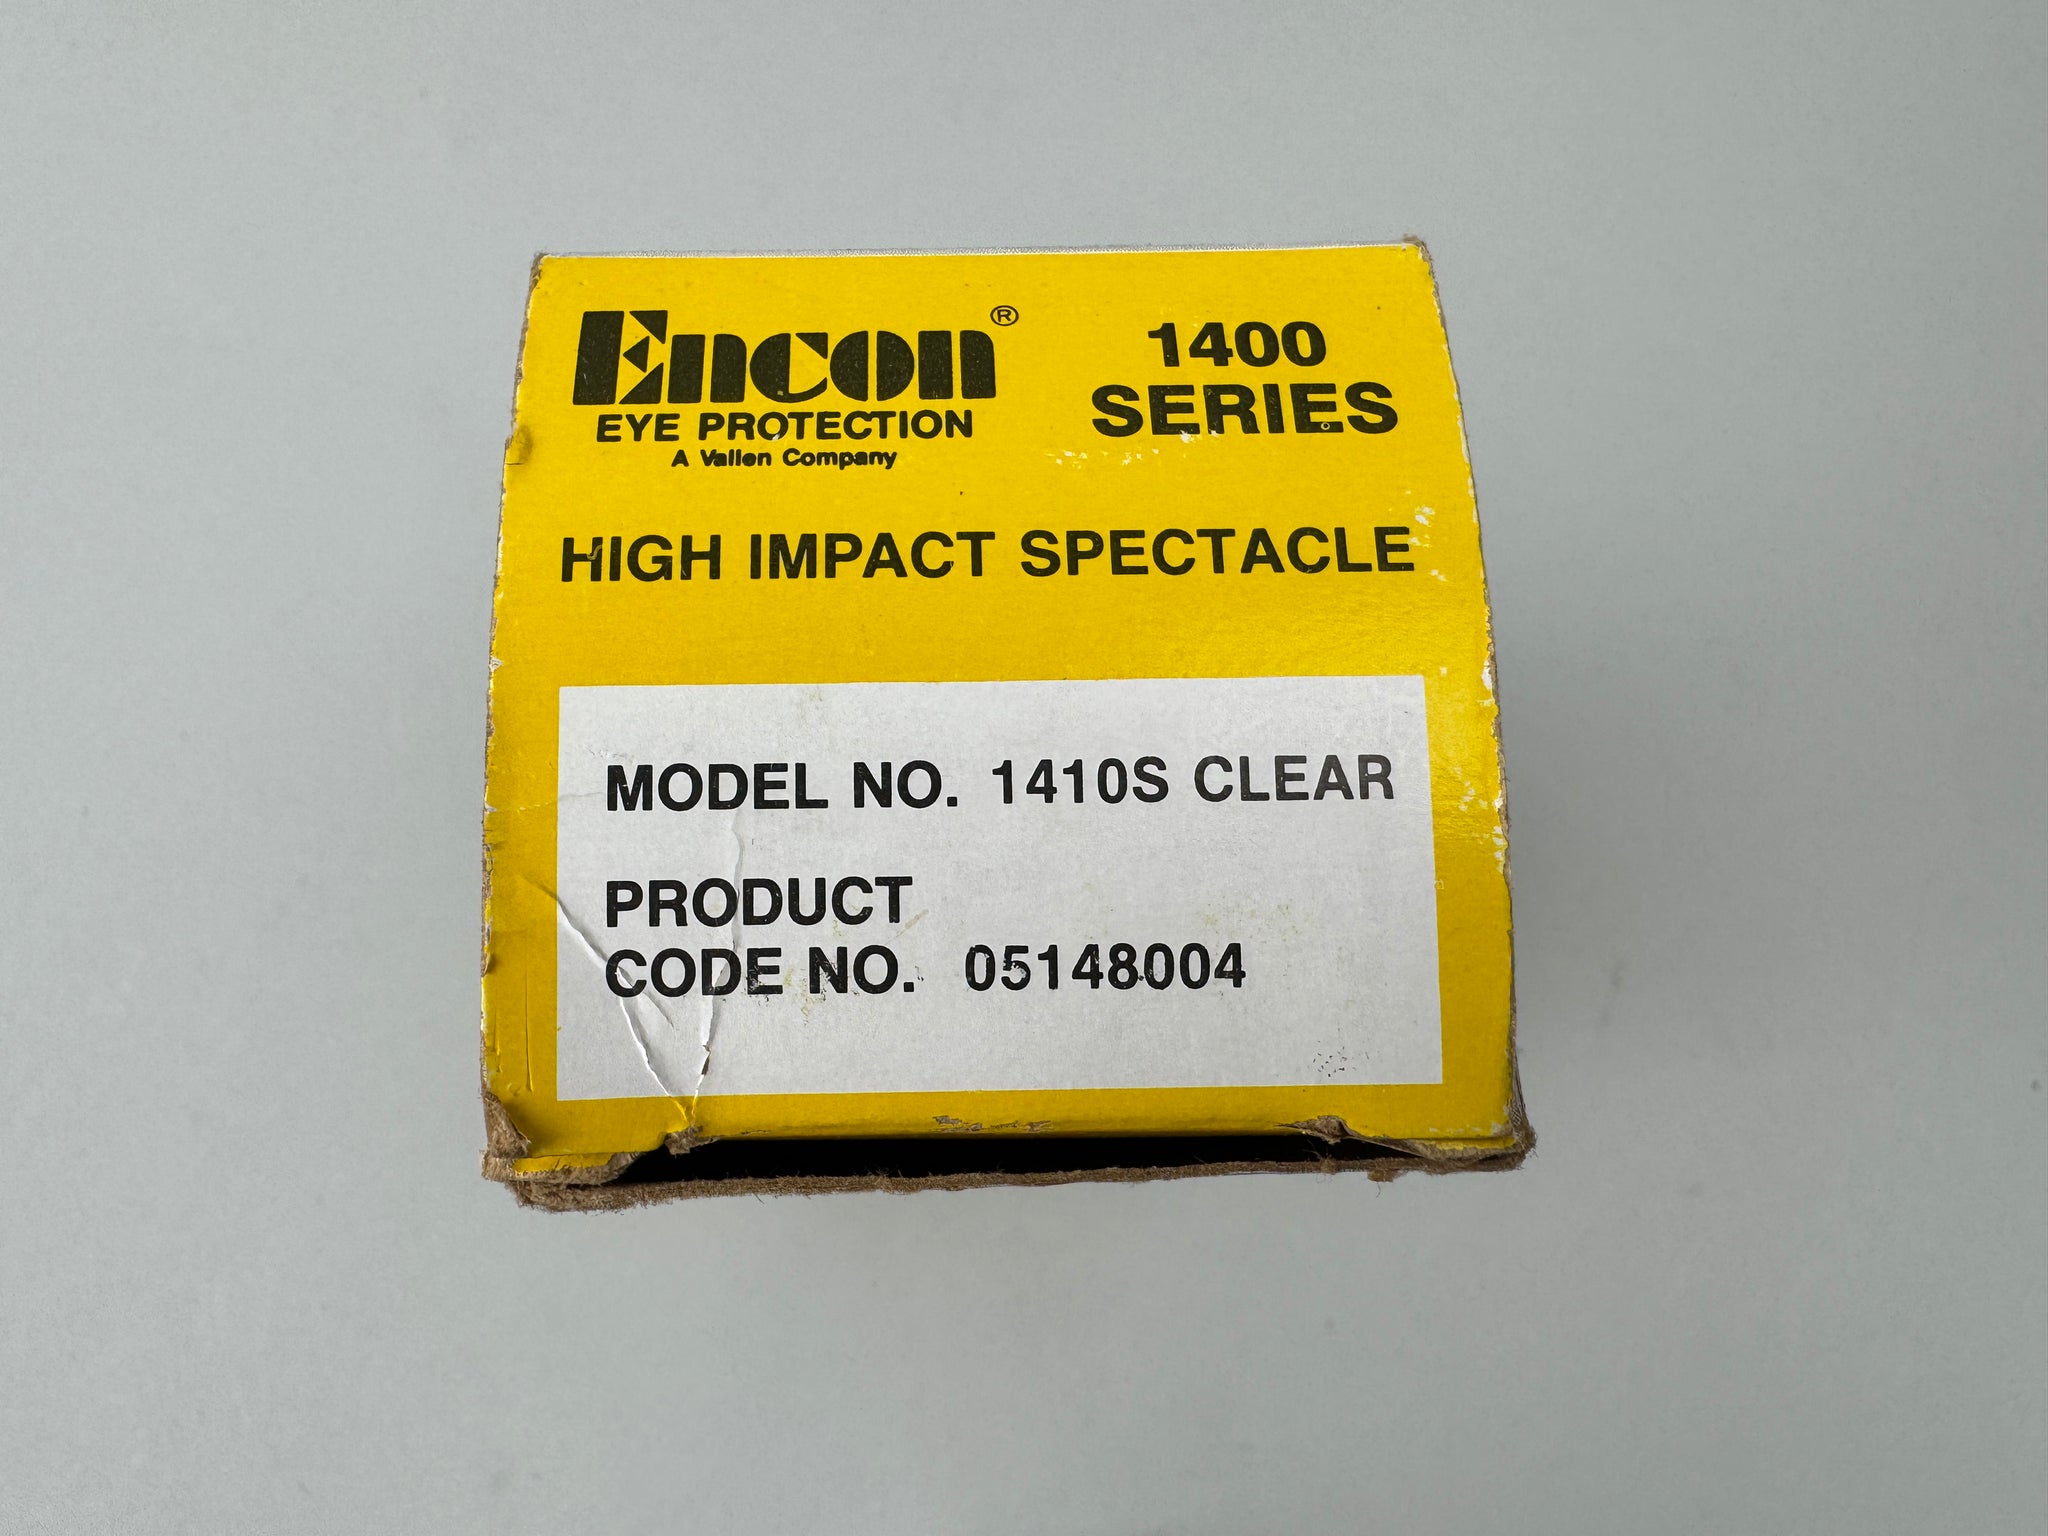 Encon®
EYE PROTECTION
A Vallen Company
1400
SERIES
HIGH IMPACT SPECTACLE
MODEL NO. 1410S CLEAR
PRODUCT
CODE NO. 05148004